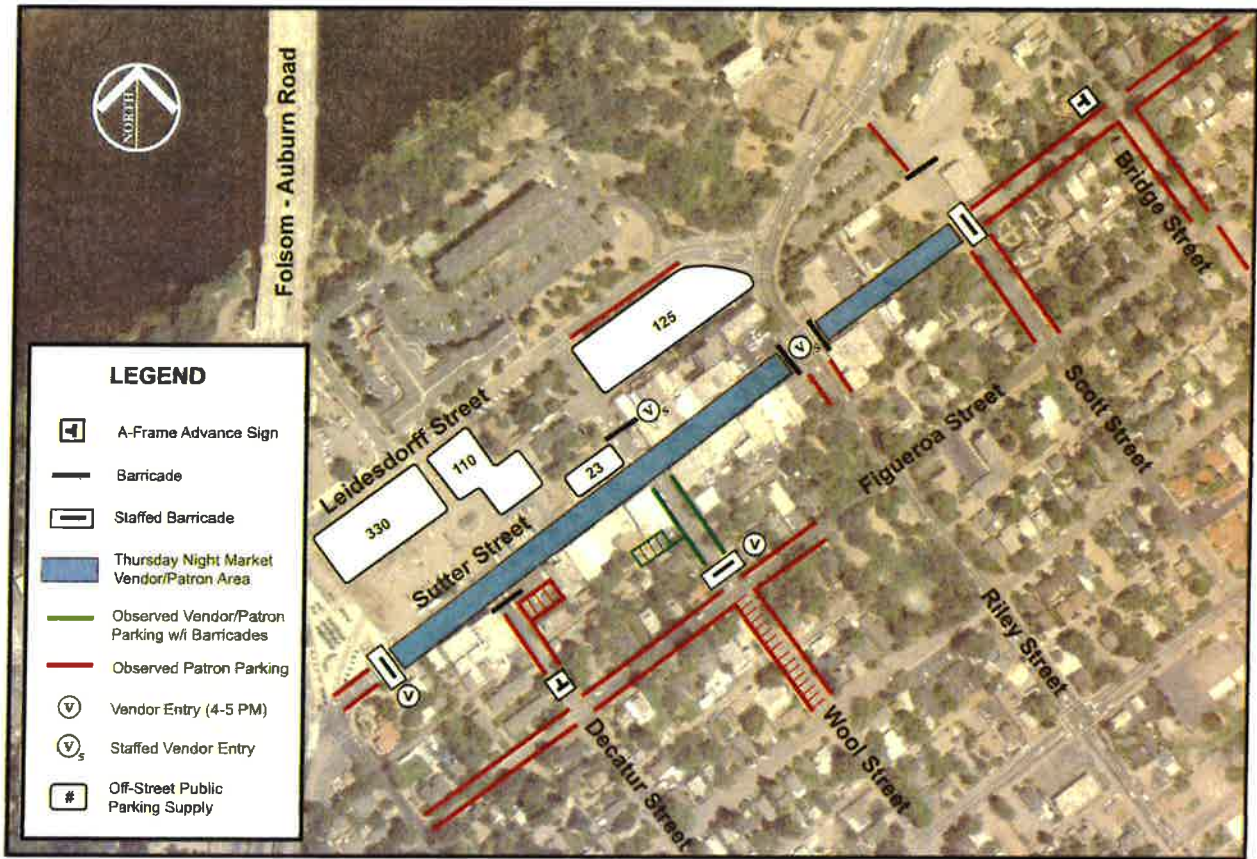 NORTH
Folsom - Auburn Road
Bridge Street
125
Scott Street
V
s
V
s
Figueroa Street
Leidesdorff Street
110
23
330
V
Sutter Street
Riley Street
V
Wool Street
Decatur Street
LEGEND
A-Frame Advance Sign
Barricade
Staffed Barricade
Thursday Night Market
Vendor/Patron Area
Observed Vendor/Patron
Parking w/i Barricades
Observed Patron Parking
V
Vendor Entry (4-5 PM)
V
s
Staffed Vendor Entry
#
Off-Street Public
Parking Supply